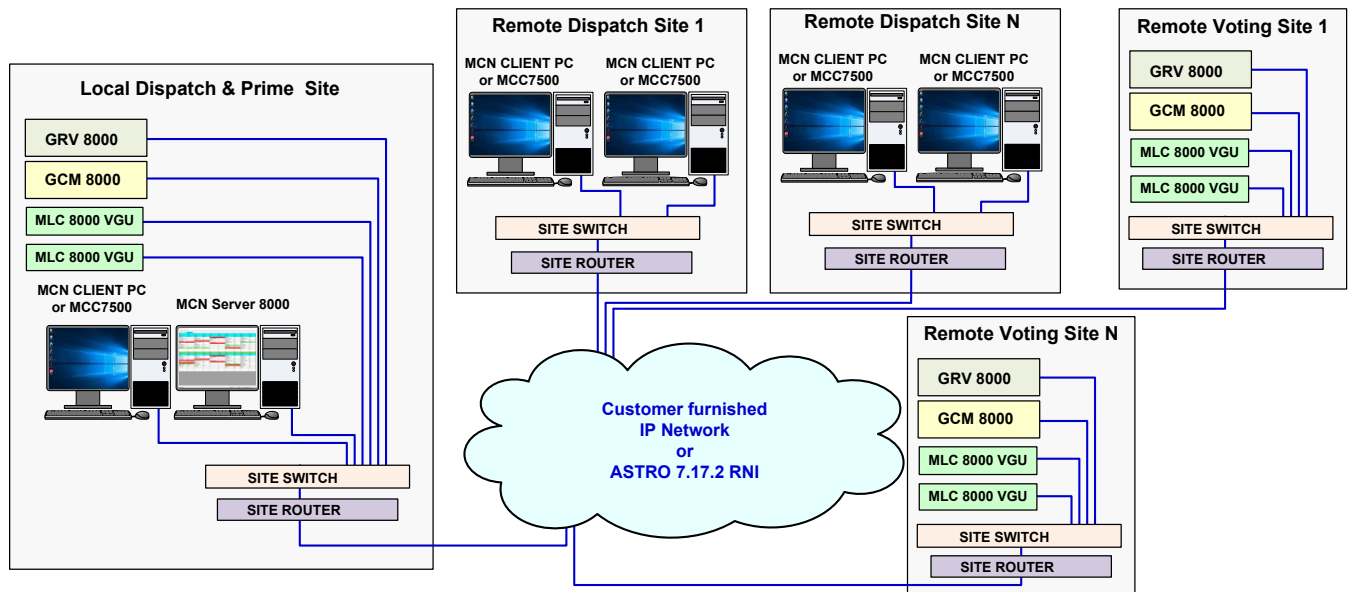 Local Dispatch & Prime Site
GRV 8000
GCM 8000
MLC 8000 VGU
MLC 8000 VGU
MCN CLIENT PC
or MCC7500
MCN Server 8000
SITE SWITCH
SITE ROUTER
Remote Dispatch Site 1
MCN CLIENT PC
or MCC7500
MCN CLIENT PC
or MCC7500
SITE SWITCH
SITE ROUTER
Remote Dispatch Site N
MCN CLIENT PC
or MCC7500
MCN CLIENT PC
or MCC7500
SITE SWITCH
SITE ROUTER
Remote Voting Site 1
GRV 8000
GCM 8000
MLC 8000 VGU
MLC 8000 VGU
SITE SWITCH
SITE ROUTER
Customer furnished
IP Network
or
ASTRO 7.17.2 RNI
Remote Voting Site N
GRV 8000
GCM 8000
MLC 8000 VGU
MLC 8000 VGU
SITE SWITCH
SITE ROUTER